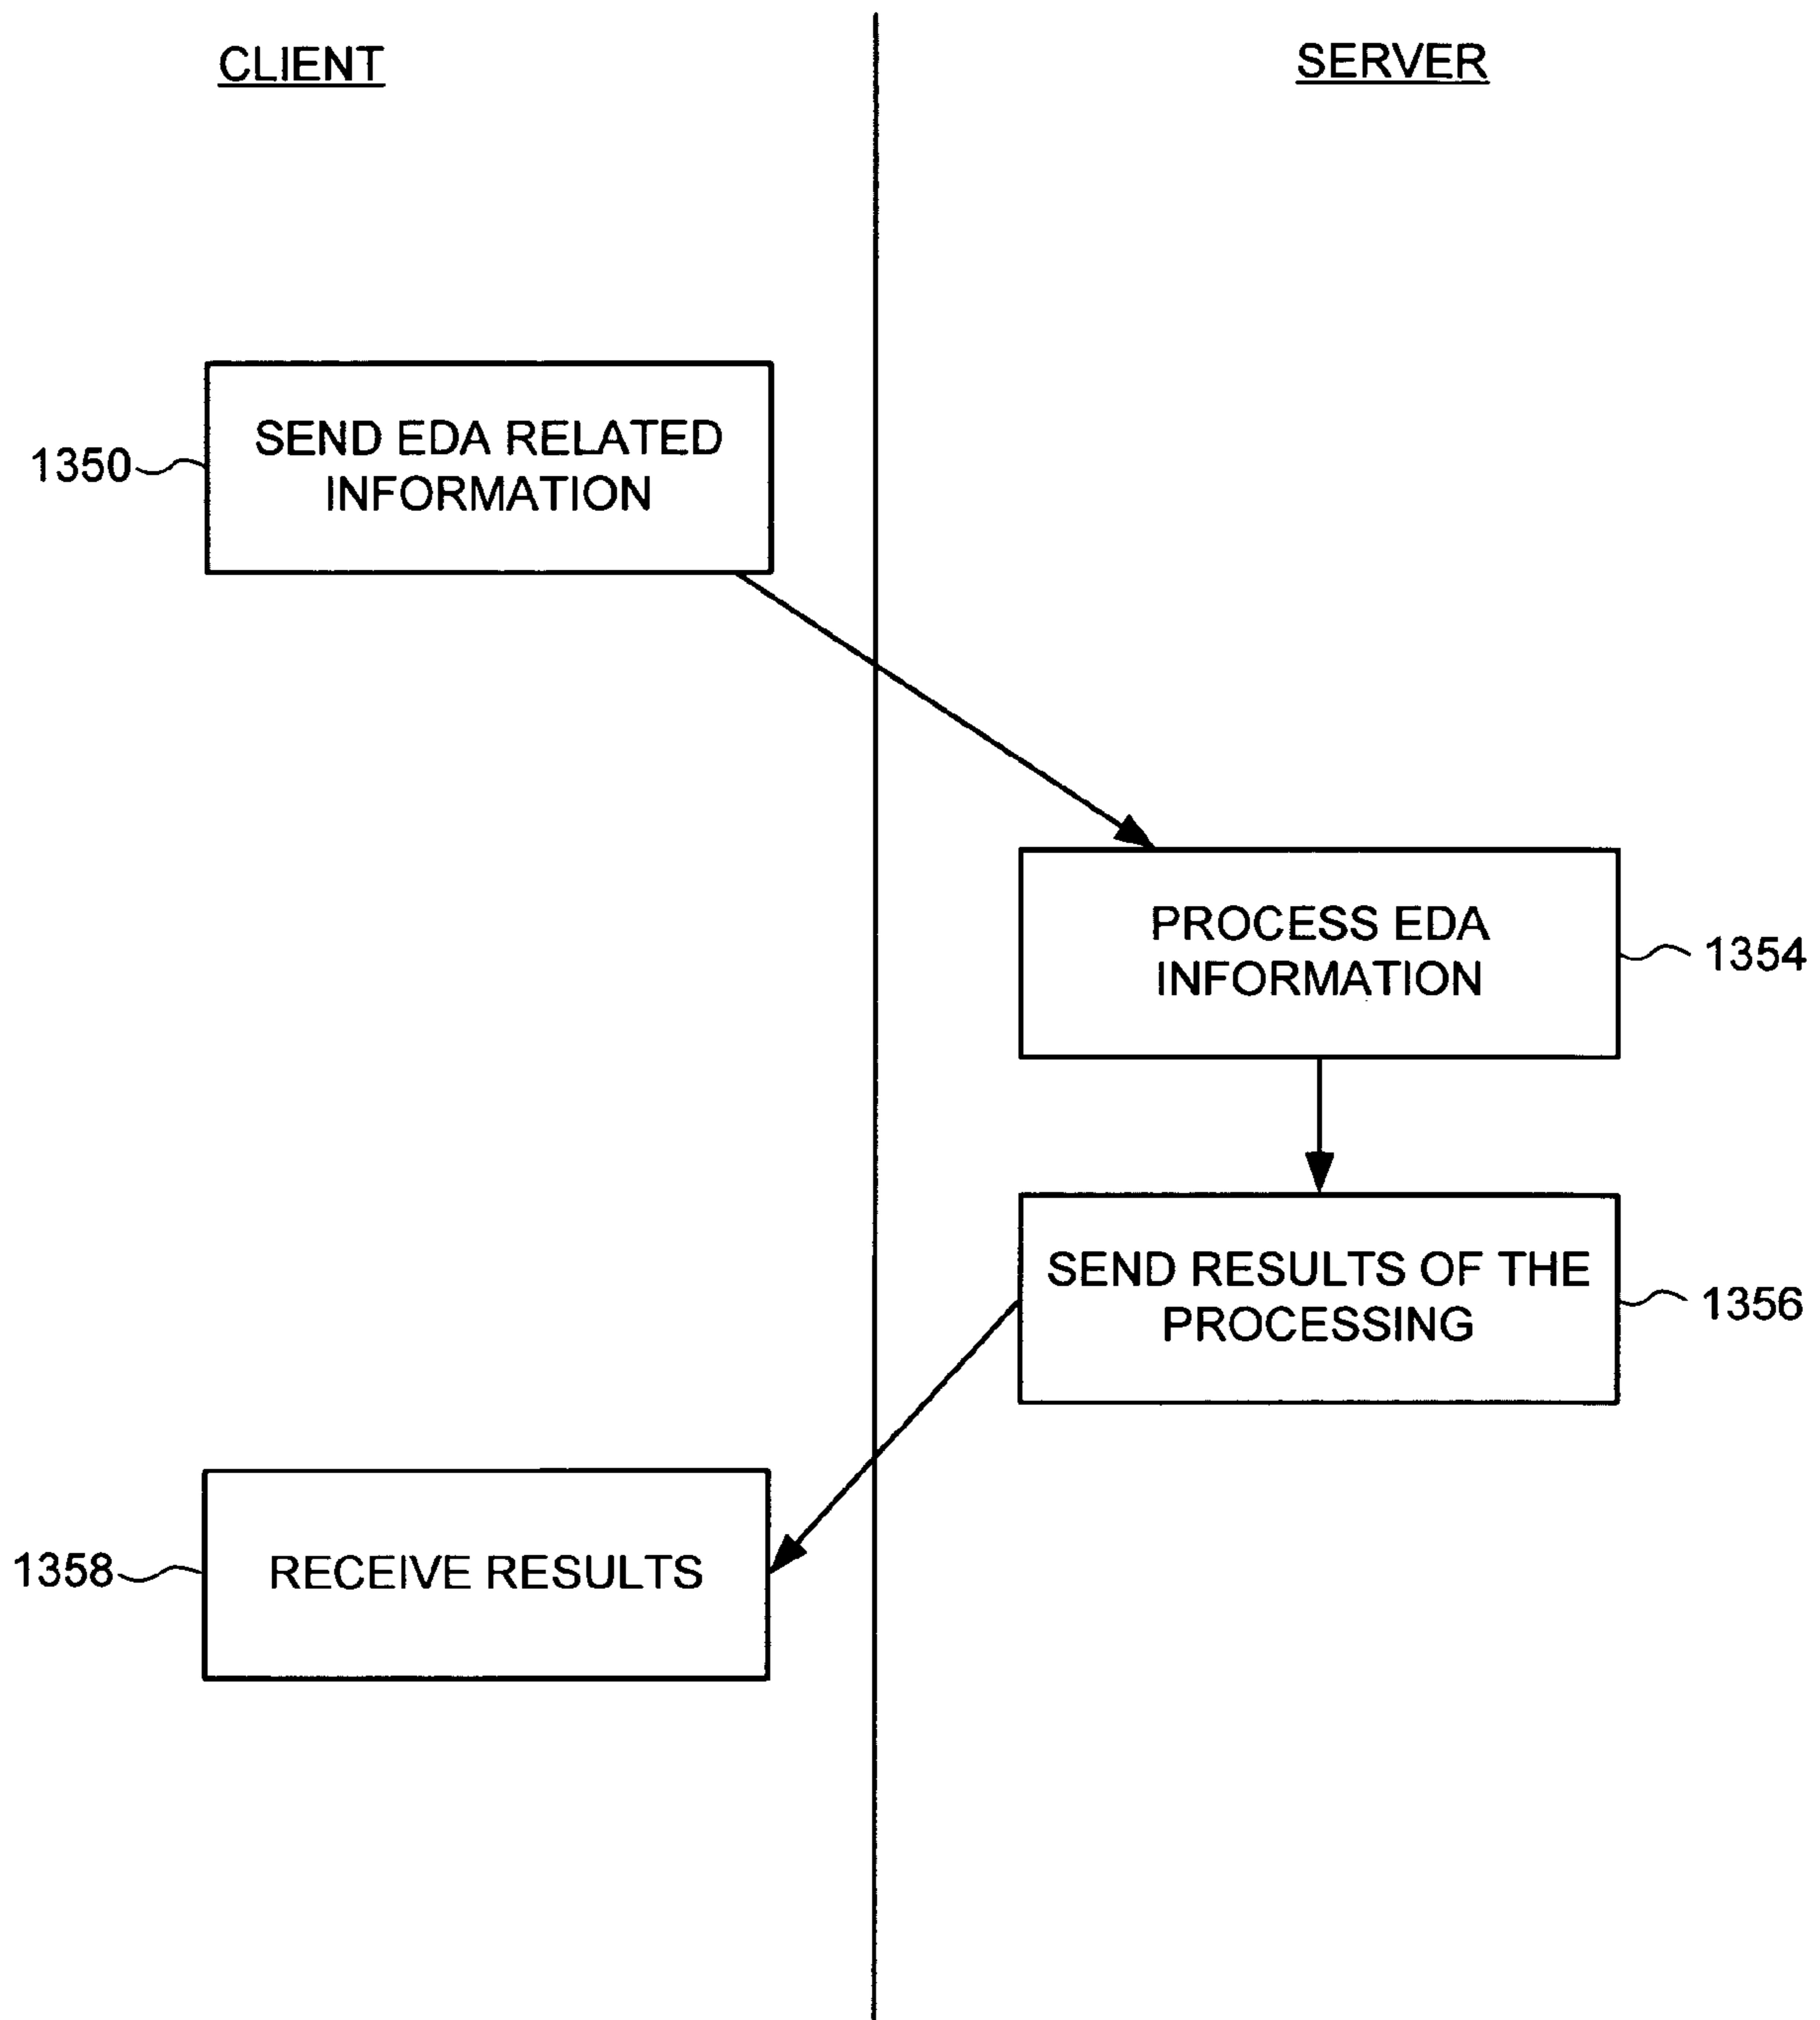 CLIENT
SERVER
1350
SEND EDA RELATED
INFORMATION
PROCESS EDA
INFORMATION
1354
SEND RESULTS OF THE
PROCESSING
1356
1358
RECEIVE RESULTS